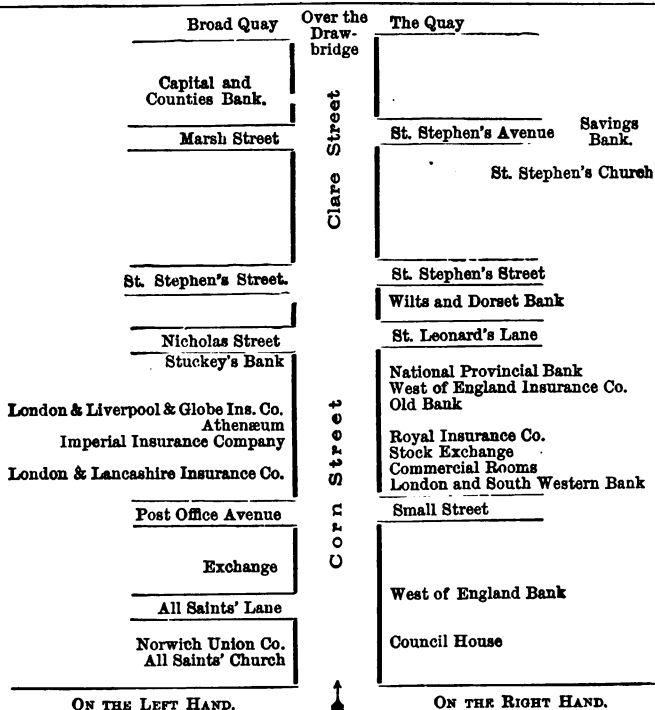 Over the
Draw-
bridge
Broad Quay
Capital and
Counties Bank.
Marsh Street
St. Stephen's Street.
Nicholas Street
Stuckey's Bank
London & Liverpool & Globe Ins. Co.
Athenæum
Imperial Insurance Company
London & Lancashire Insurance Co.
Post Office Avenue
Exchange
All Saints' Lane
Norwich Union Co.
All Saints' Church
On the Left Hand.
Clare Street
Corn Street
The Quay
St. Stephen's Avenue
Savings
Bank.
St. Stephen's Church
St. Stephen's Street
Wilts and Dorset Bank
St. Leonard's Lane
National Provincial Bank
West of England Insurance Co.
Old Bank
Royal Insurance Co.
Stock Exchange
Commercial Rooms
London and South Western Bank
Small Street
West of England Bank
Council House
On the Right Hand.